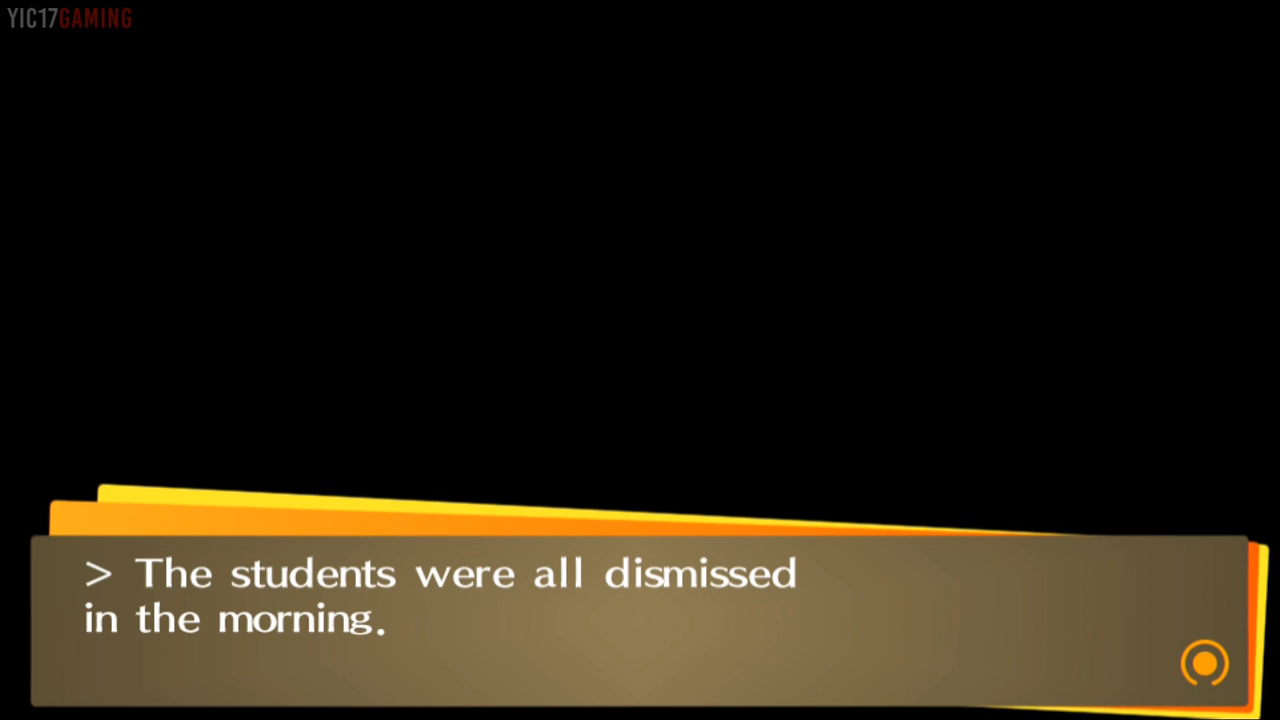 YIC17GAMING
> The students were all dismissed
in the morning.